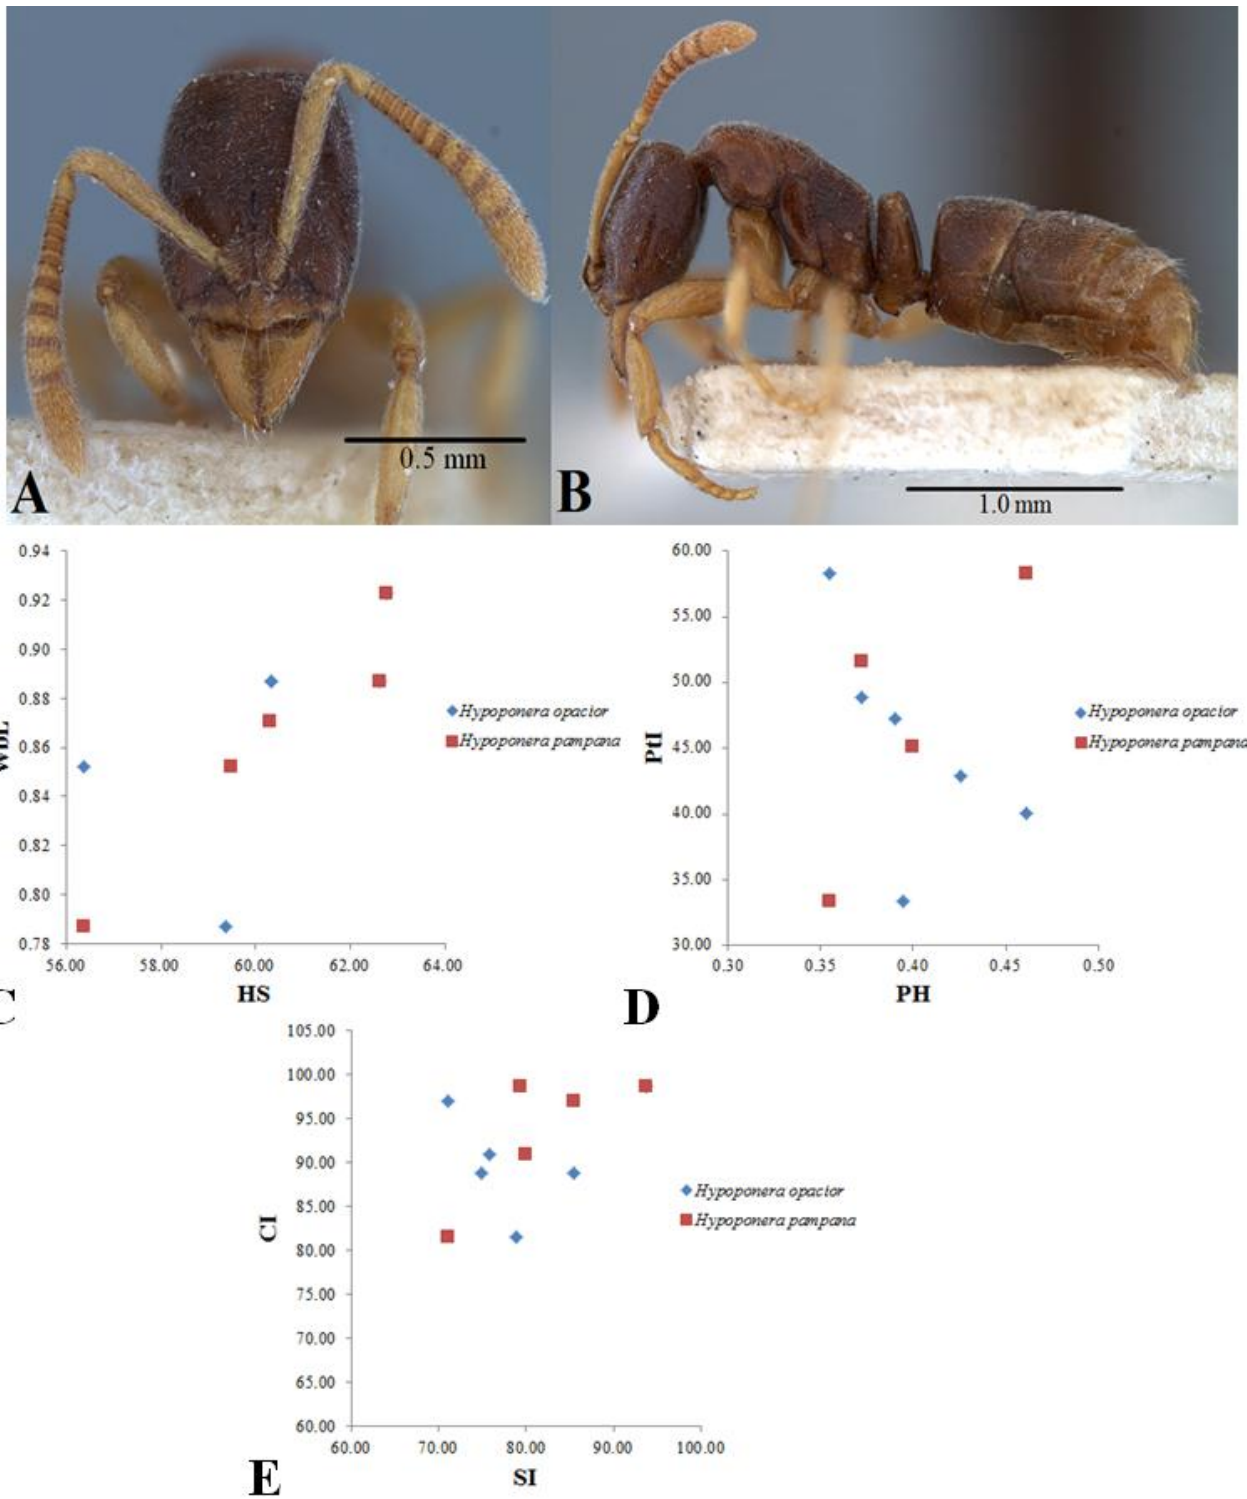 0.5 mm
A
1.0 mm
B
0.94
0.92
0.90
0.88
0.86
0.84
0.82
0.80
0.78
56.00 58.00 60.00 62.00 64.00
HS
WbL
Hypoponera opacior
Hypoponera pampana
C
60.00
55.00
50.00
45.00
40.00
35.00
30.00
0.30 0.35 0.40 0.45 0.50
PH
PtI
Hypoponera opacior
Hypoponera pampana
D
105.00
100.00
95.00
90.00
85.00
80.00
75.00
70.00
65.00
60.00
60.00 70.00 80.00 90.00 100.00
SI
CI
Hypoponera opacior
Hypoponera pampana
E